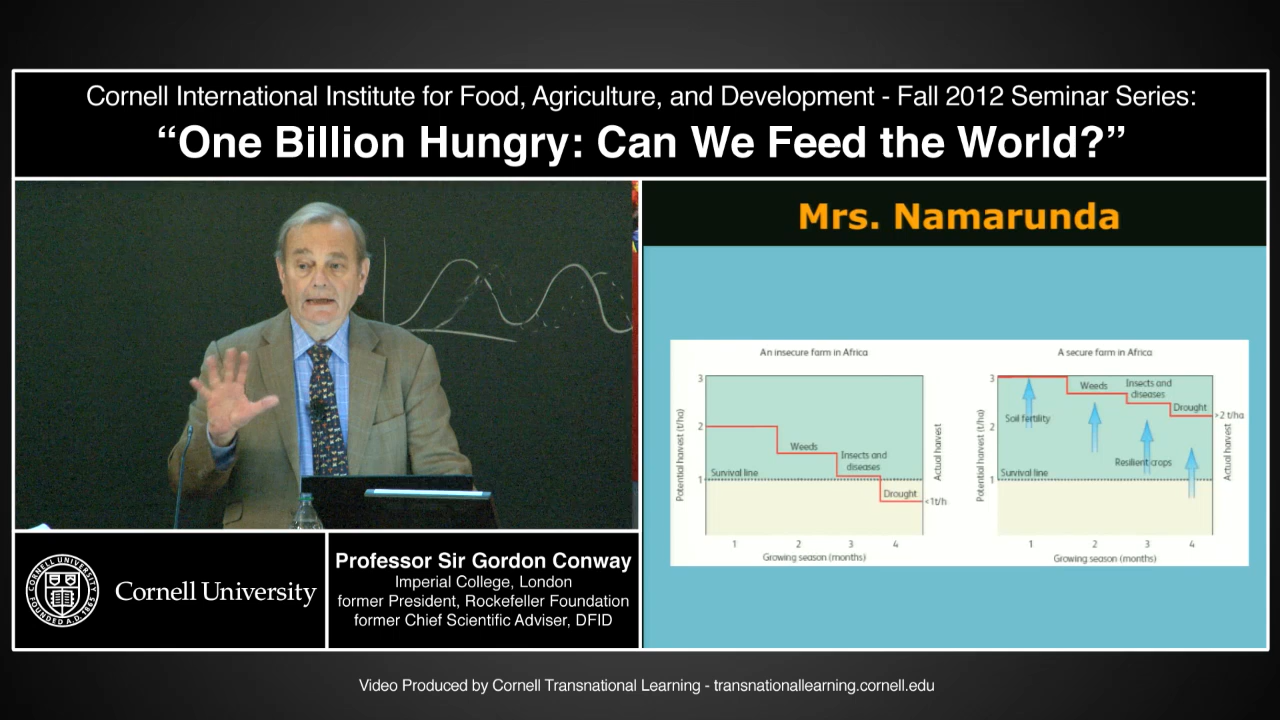 Cornell International Institute for Food, Agriculture, and Development - Fall 2012 Seminar Series:
“One Billion Hungry: Can We Feed the World?”
Mrs. Namarunda
An insecure farm in Africa
3
2
1
Potential harvest (t/ha)
Weeds
Insects and
diseases
Survival line
Drought
<1t/h
Actual harvest
1 2 3 4
Growing season (months)
A secure farm in Africa
3
2
1
Potential harvest (t/ha)
Weeds
Insects and
diseases
Drought
>2 t/ha
Soil fertility
Resilient crops
Survival line
Actual harvest
1 2 3 4
Growing season (months)
CORNELL UNIVERSITY
FOUNDED A.D. 1865
Cornell University
Professor Sir Gordon Conway
Imperial College, London
former President, Rockefeller Foundation
former Chief Scientific Adviser, DFID
Video Produced by Cornell Transnational Learning - transnationallearning.cornell.edu